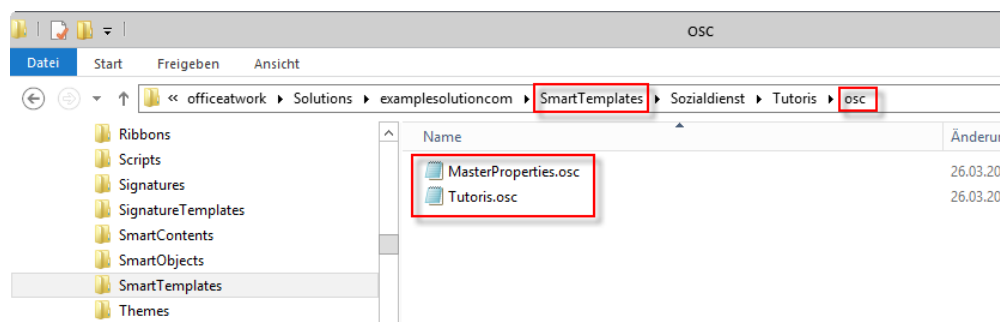 osc
Datei Start Freigeben Ansicht
« officeatwork Solutions examplesolutioncom SmartTemplates Sozialdienst Tutoris osc
Ribbons
Scripts
Signatures
SignatureTemplates
SmartContents
SmartObjects
SmartTemplates
Themes
Name Änderu
MasterProperties.osc 26.03.20
Tutoris.osc 26.03.20